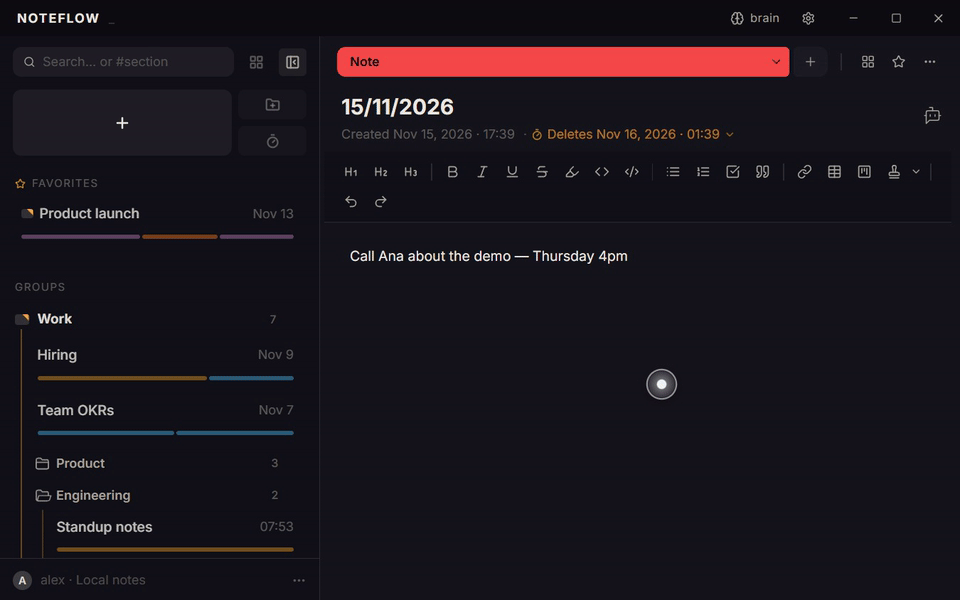 NOTEFLOW _
brain
Search... or #section
+
FAVORITES
Product launch Nov 13
GROUPS
Work 7
Hiring Nov 9
Team OKRs Nov 7
Product 3
Engineering 2
Standup notes 07:53
A alex · Local notes
Note
+
15/11/2026
Created Nov 15, 2026 · 17:39 · Deletes Nov 16, 2026 · 01:39
H1 H2 H3 B I U S
Call Ana about the demo — Thursday 4pm